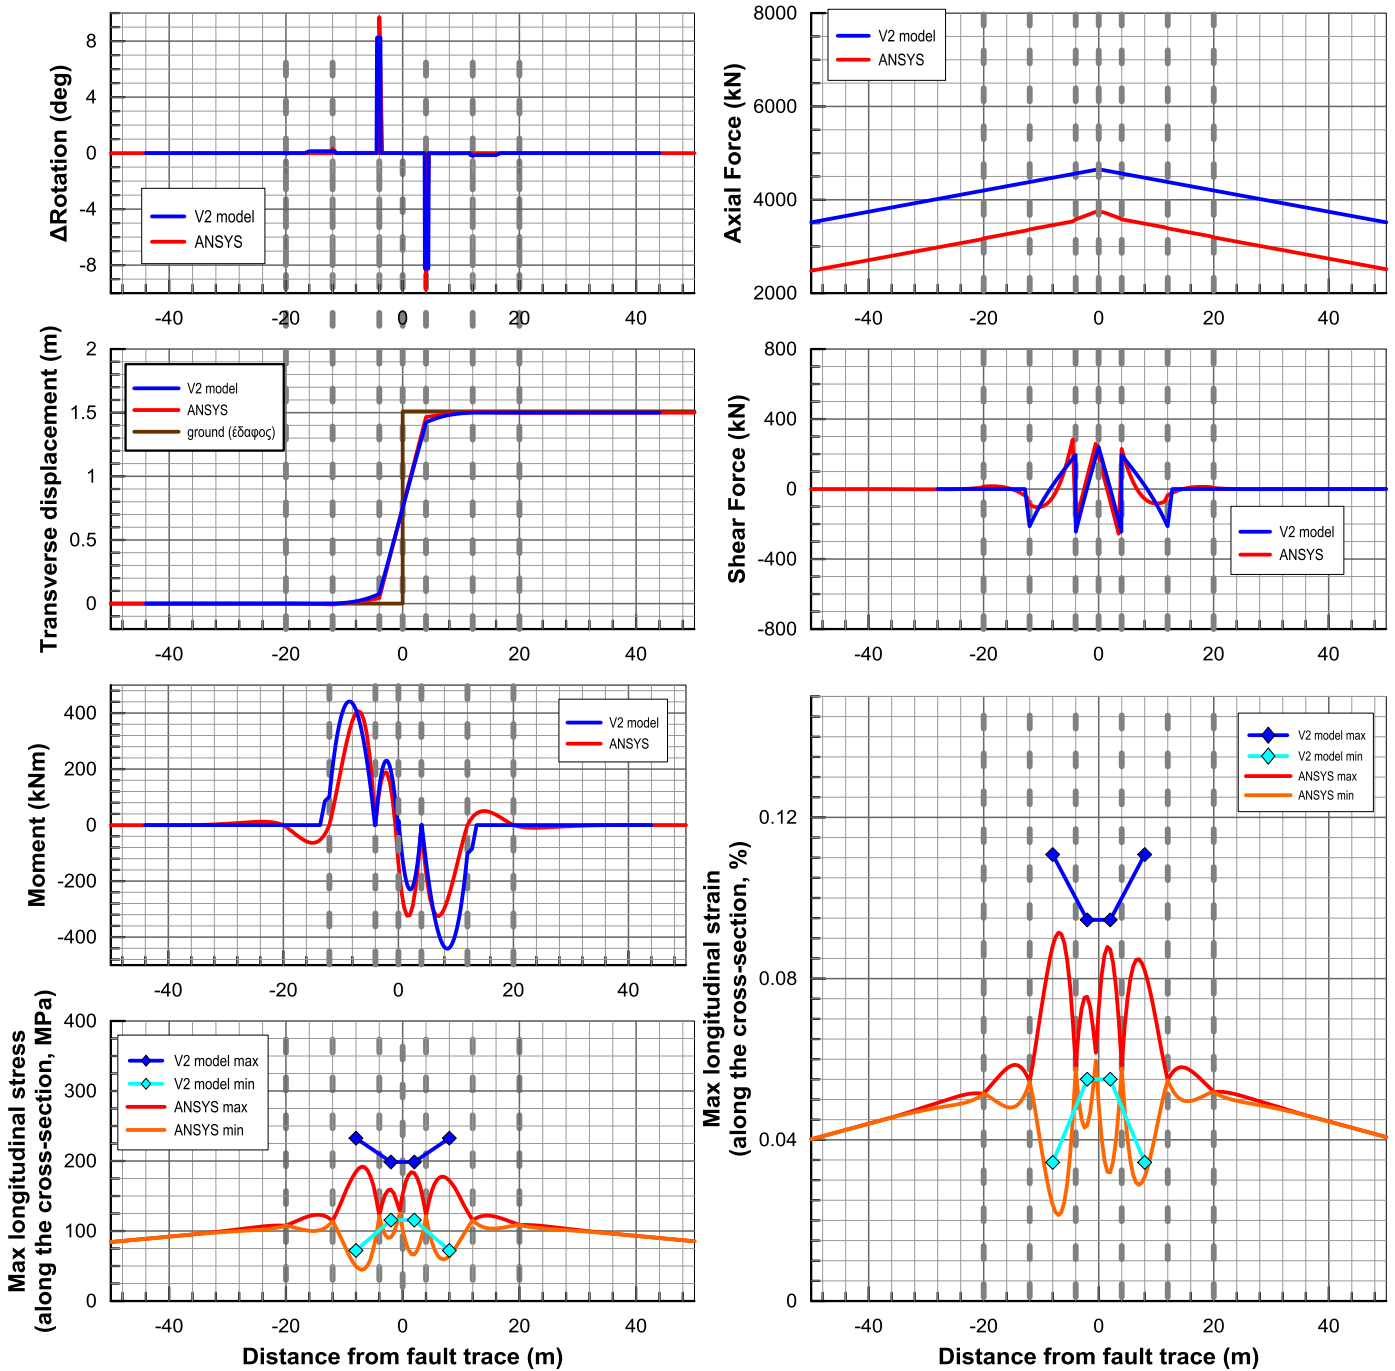 ΔRotation (deg)
8
4
0
-4
-8
V2 model
ANSYS
-40
-20
0
20
40
Axial Force (kN)
8000
6000
4000
2000
V2 model
ANSYS
-40
-20
0
20
40
Transverse displacement (m)
2
1.5
1
0.5
0
V2 model
ANSYS
ground (έδαφος)
-40
-20
0
20
40
Shear Force (kN)
800
400
0
-400
-800
V2 model
ANSYS
-40
-20
0
20
40
Moment (kNm)
400
200
0
-200
-400
V2 model
ANSYS
-40
-20
0
20
40
Max longitudinal stress
(along the cross-section, MPa)
400
300
200
100
0
V2 model max
V2 model min
ANSYS max
ANSYS min
-40
-20
0
20
40
Distance from fault trace (m)
Max longitudinal strain
(along the cross-section, %)
0.12
0.08
0.04
0
V2 model max
V2 model min
ANSYS max
ANSYS min
-40
-20
0
20
40
Distance from fault trace (m)